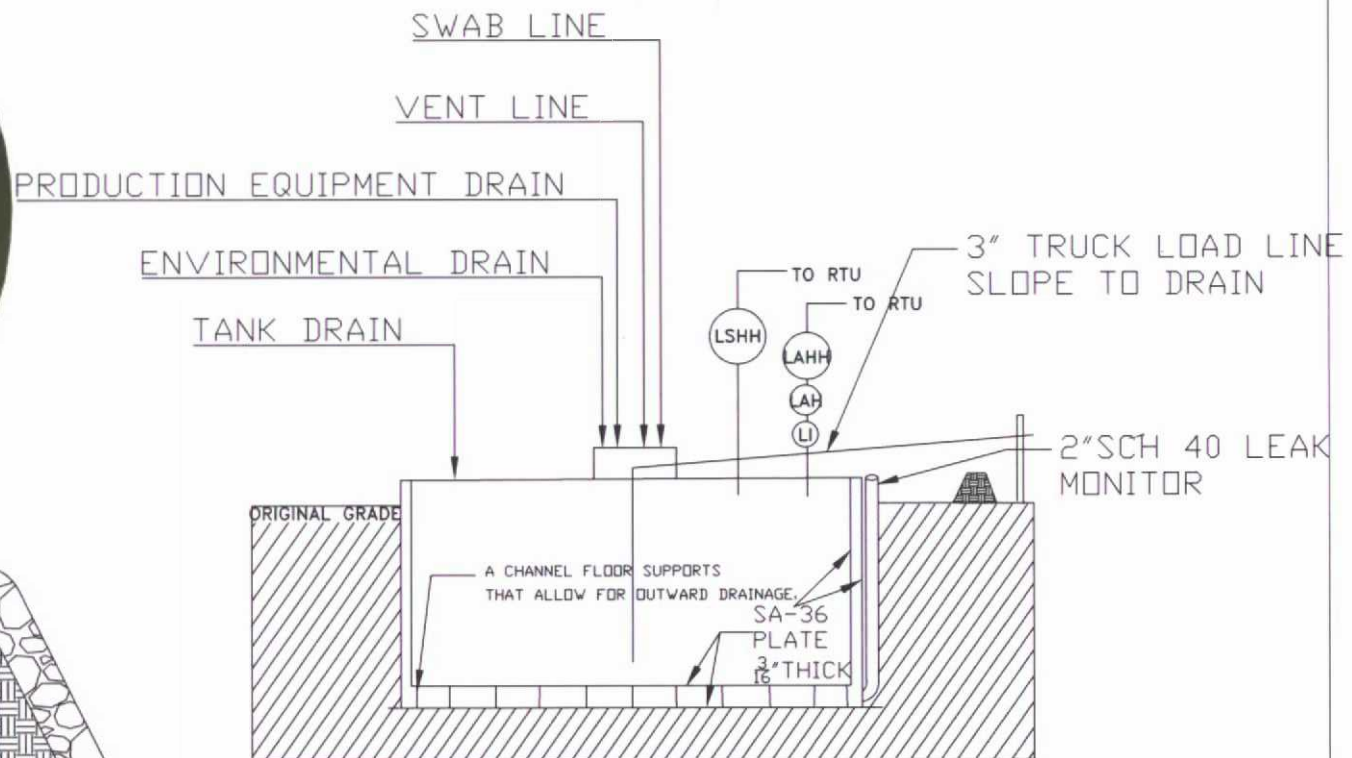 SWAB LINE
VENT LINE
PRODUCTION EQUIPMENT DRAIN
ENVIRONMENTAL DRAIN
TANK DRAIN
TO RTU
TO RTU
3" TRUCK LOAD LINE
SLOPE TO DRAIN
LSHH
LAHH
LAH
LI
2"SCH 40 LEAK
MONITOR
ORIGINAL GRADE
A CHANNEL FLOOR SUPPORTS
THAT ALLOW FOR OUTWARD DRAINAGE.
SA-36
PLATE
3/16"THICK